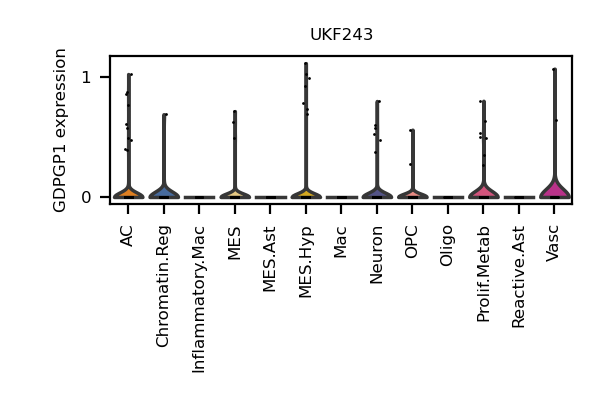 UKF243
GDPGP1 expression
1
0
AC
Chromatin.Reg
Inflammatory.Mac
MES
MES.Ast
MES.Hyp
Mac
Neuron
OPC
Oligo
Prolif.Metab
Reactive.Ast
Vasc